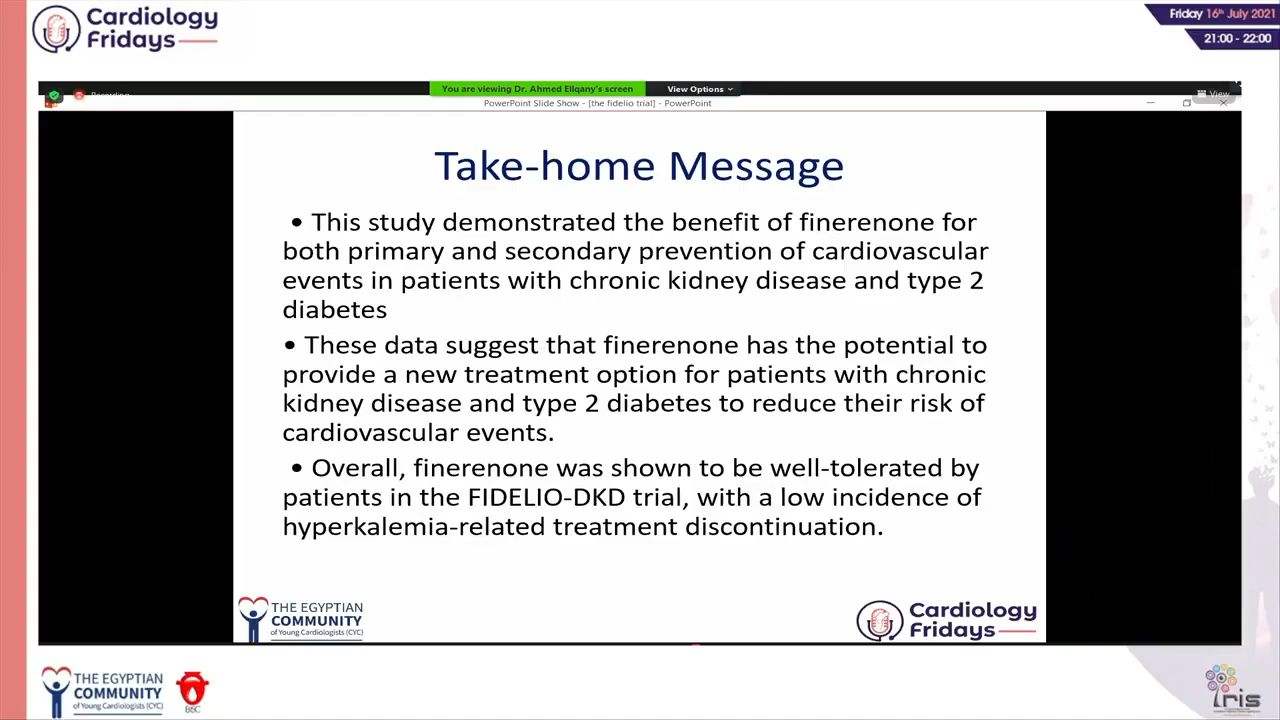 Cardiology
Fridays
Friday 16th July 2021
21:00 - 22:00
Recording
You are viewing Dr. Ahmed Ellqany's screen
View Options
View
PowerPoint Slide Show - [the fidelio trial] - PowerPoint
Take-home Message
• This study demonstrated the benefit of finerenone for
both primary and secondary prevention of cardiovascular
events in patients with chronic kidney disease and type 2
diabetes
• These data suggest that finerenone has the potential to
provide a new treatment option for patients with chronic
kidney disease and type 2 diabetes to reduce their risk of
cardiovascular events.
• Overall, finerenone was shown to be well-tolerated by
patients in the FIDELIO-DKD trial, with a low incidence of
hyperkalemia-related treatment discontinuation.
THE EGYPTIAN
COMMUNITY
of Young Cardiologists (CYC)
Cardiology
Fridays
THE EGYPTIAN
COMMUNITY
of Young Cardiologists (CYC)
BSC
iris